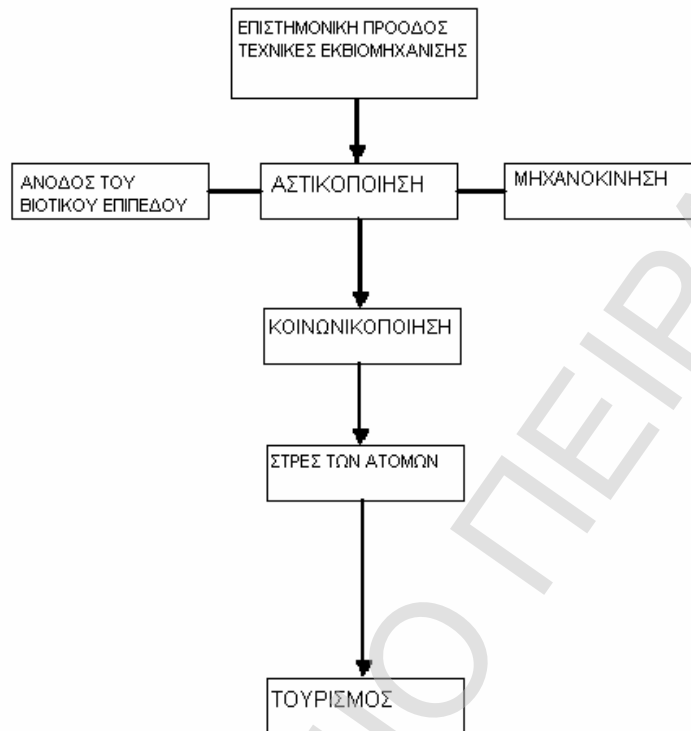 ΕΠΙΣΤΗΜΟΝΙΚΗ ΠΡΟΟΔΟΣ
ΤΕΧΝΙΚΕΣ ΕΚΒΙΟΜΗΧΑΝΙΣΗΣ
ΑΝΟΔΟΣ ΤΟΥ
ΒΙΟΤΙΚΟΥ ΕΠΙΠΕΔΟΥ
ΑΣΤΙΚΟΠΟΙΗΣΗ
ΜΗΧΑΝΟΚΙΝΗΣΗ
ΚΟΙΝΩΝΙΚΟΠΟΙΗΣΗ
ΣΤΡΕΣ ΤΩΝ ΑΤΟΜΩΝ
ΤΟΥΡΙΣΜΟΣ